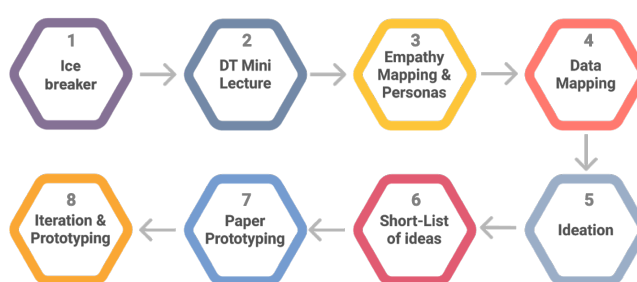 1
Ice
breaker
2
DT Mini
Lecture
3
Empathy
Mapping &
Personas
4
Data
Mapping
5
Ideation
6
Short-List
of ideas
7
Paper
Prototyping
8
Iteration &
Prototyping